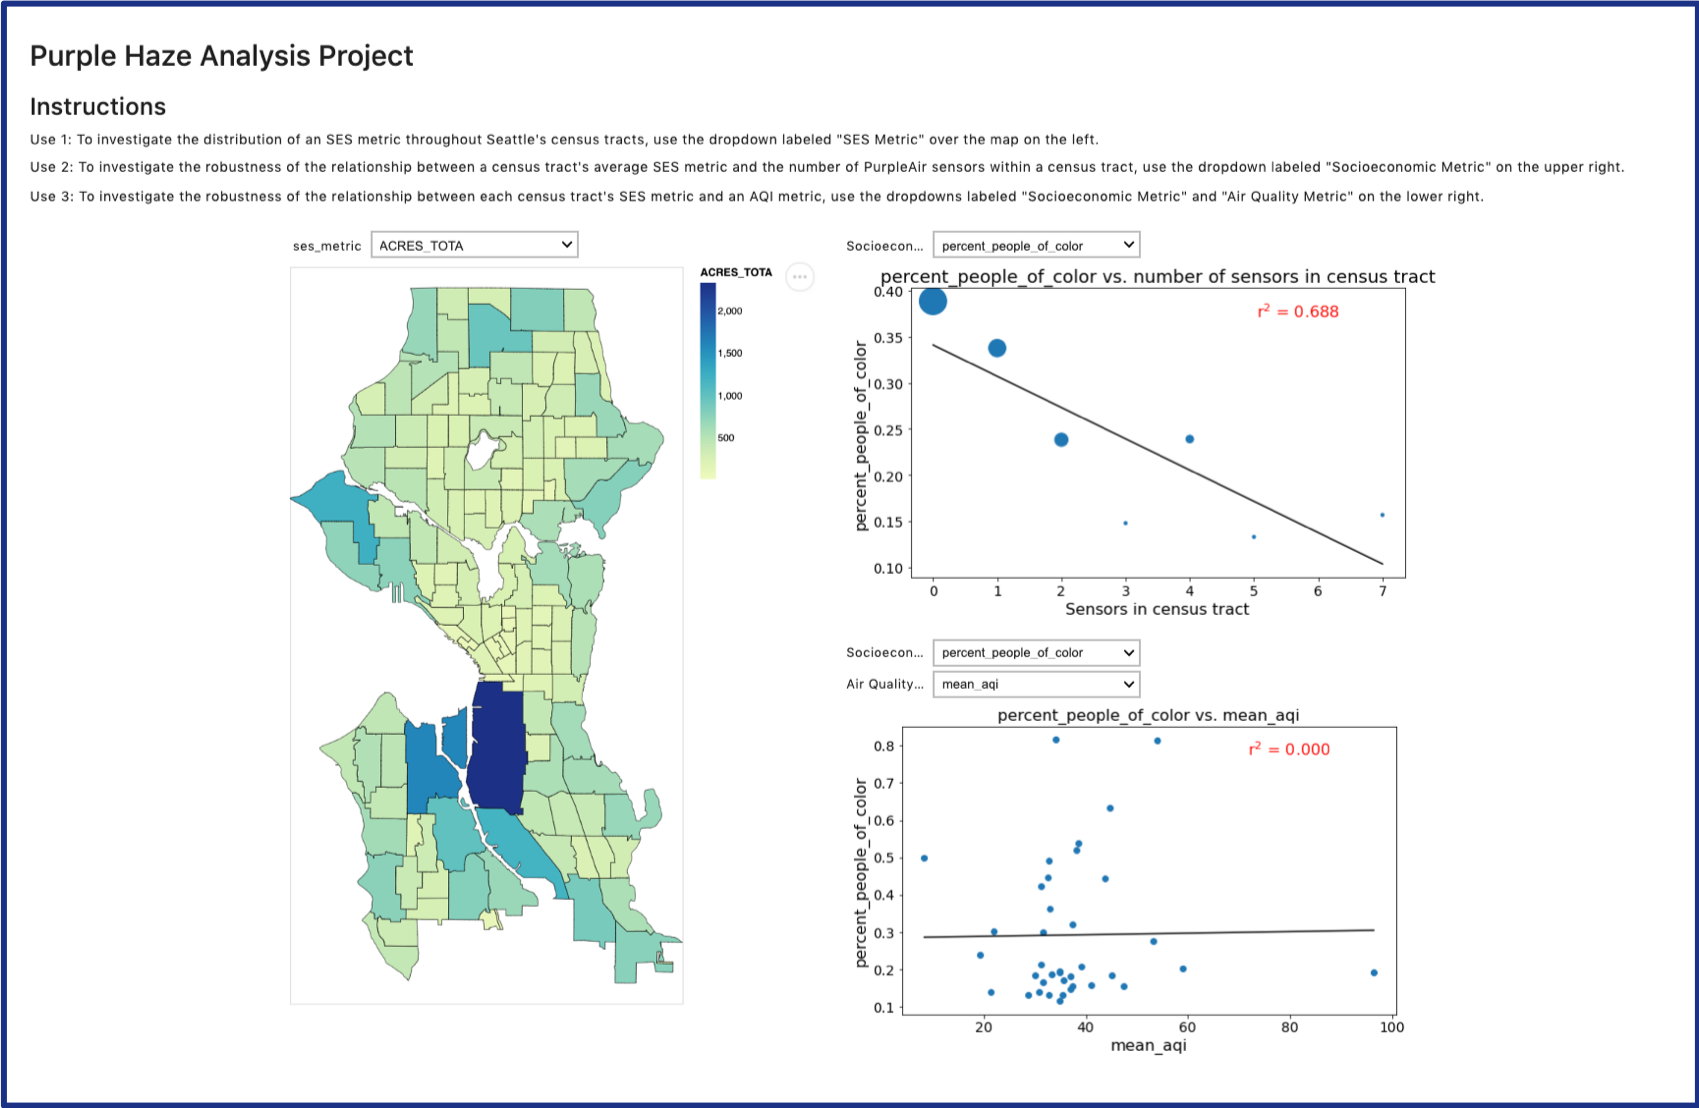 Purple Haze Analysis Project
Instructions
Use 1: To investigate the distribution of an SES metric throughout Seattle's census tracts, use the dropdown labeled "SES Metric" over the map on the left.
Use 2: To investigate the robustness of the relationship between a census tract's average SES metric and the number of PurpleAir sensors within a census tract, use the dropdown labeled "Socioeconomic Metric" on the upper right.
Use 3: To investigate the robustness of the relationship between each census tract's SES metric and an AQI metric, use the dropdowns labeled "Socioeconomic Metric" and "Air Quality Metric" on the lower right.
ses_metric ACRES_TOTA
ACRES_TOTA
2,000
1,500
1,000
500
Socioecon... percent_people_of_color
percent_people_of_color vs. number of sensors in census tract
r² = 0.688
percent_people_of_color
0.40
0.35
0.30
0.25
0.20
0.15
0.10
0 1 2 3 4 5 6 7
Sensors in census tract
Socioecon... percent_people_of_color
Air Quality... mean_aqi
percent_people_of_color vs. mean_aqi
r² = 0.000
percent_people_of_color
0.8
0.7
0.6
0.5
0.4
0.3
0.2
0.1
20 40 60 80 100
mean_aqi